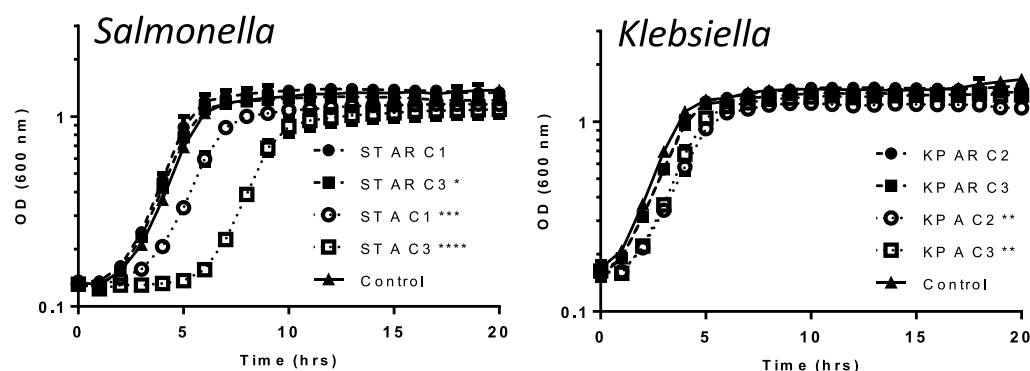 Salmonella
OD (600 nm)
1
0.1
0
5
10
15
20
Time (hrs)
ST AR C1
ST AR C3 *
ST A C1 ***
ST A C3 ****
Control
Klebsiella
OD (600 nm)
1
0.1
0
5
10
15
20
Time (hrs)
KP AR C2
KP AR C3
KP A C2 **
KP A C3 **
Control